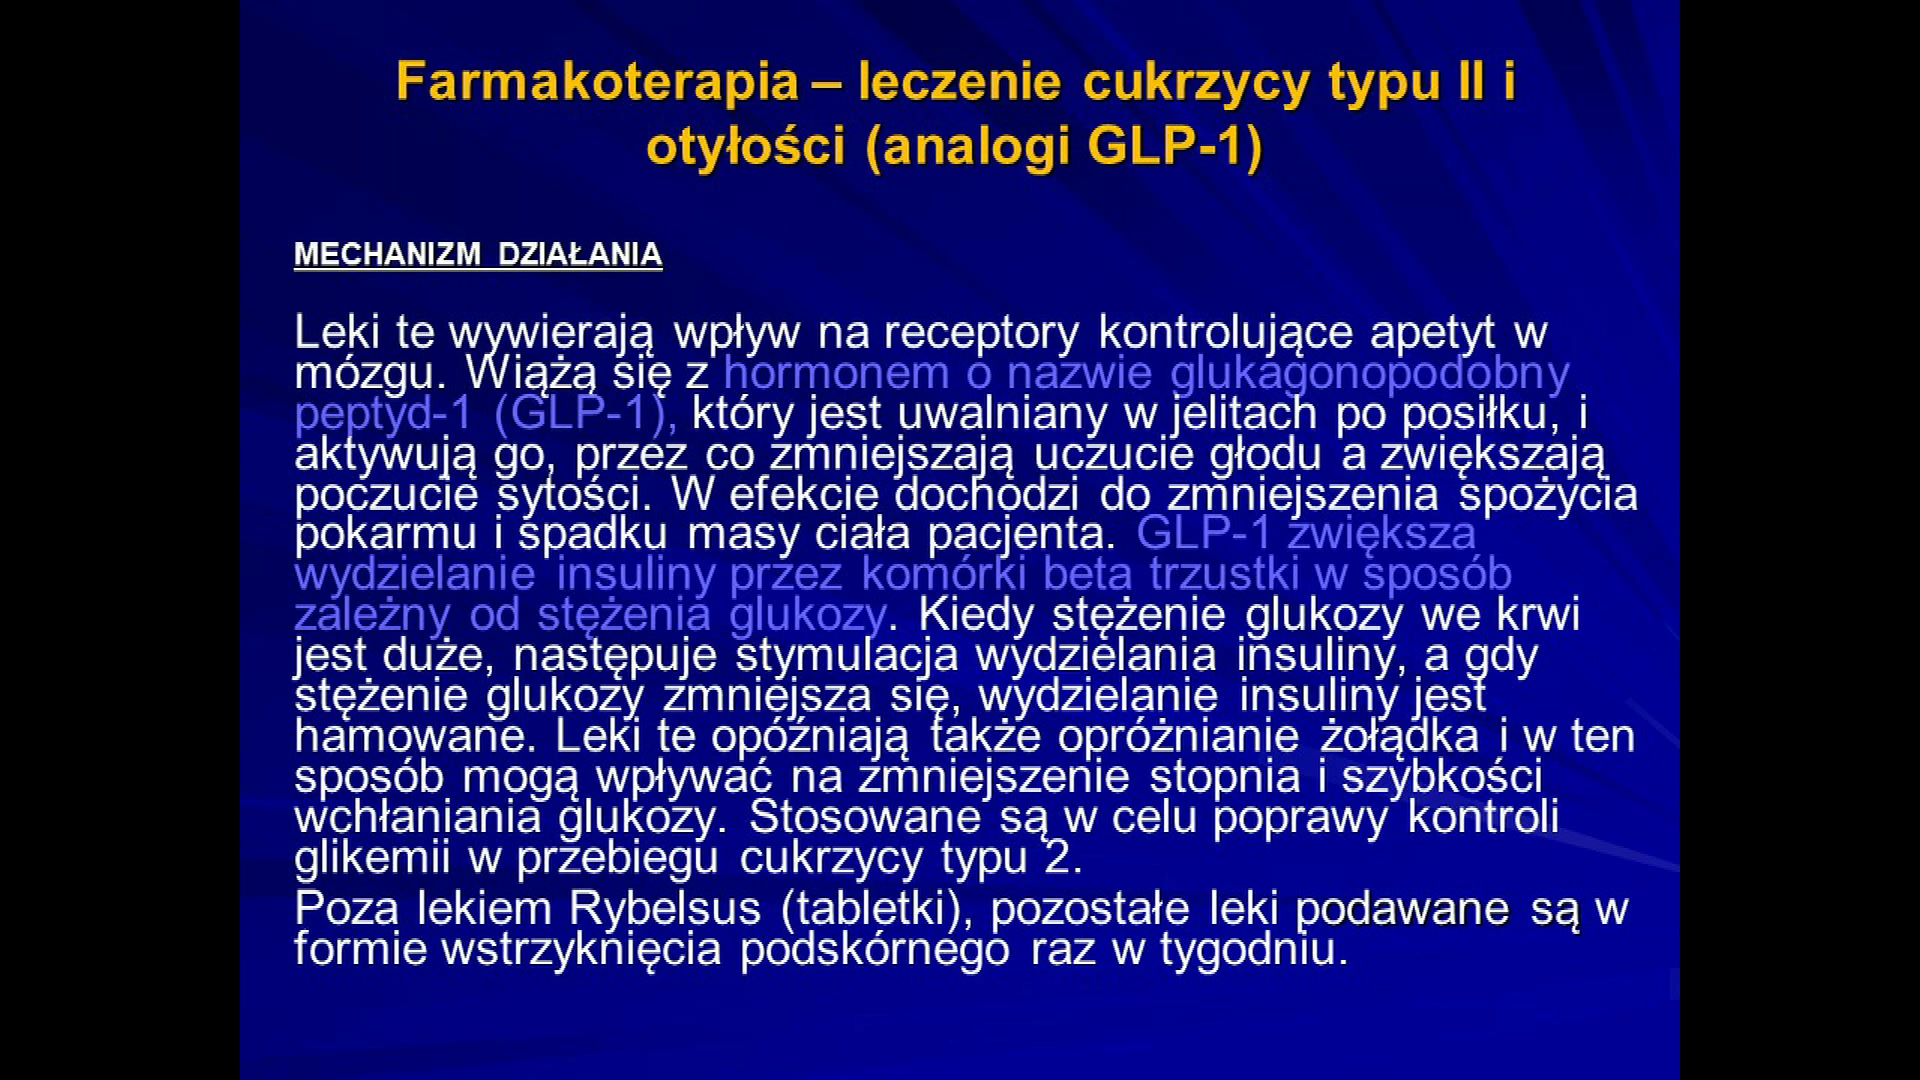 Farmakoterapia – leczenie cukrzycy typu II i
otyłości (analogi GLP-1)
MECHANIZM DZIAŁANIA
Leki te wywierają wpływ na receptory kontrolujące apetyt w
mózgu. Wiążą się z hormonem o nazwie glukagonopodobny
peptyd-1 (GLP-1), który jest uwalniany w jelitach po posiłku, i
aktywują go, przez co zmniejszają uczucie głodu a zwiększają
poczucie sytości. W efekcie dochodzi do zmniejszenia spożycia
pokarmu i spadku masy ciała pacjenta. GLP-1 zwiększa
wydzielanie insuliny przez komórki beta trzustki w sposób
zależny od stężenia glukozy. Kiedy stężenie glukozy we krwi
jest duże, następuje stymulacja wydzielania insuliny, a gdy
stężenie glukozy zmniejsza się, wydzielanie insuliny jest
hamowane. Leki te opóźniają także opróżnianie żołądka i w ten
sposób mogą wpływać na zmniejszenie stopnia i szybkości
wchłaniania glukozy. Stosowane są w celu poprawy kontroli
glikemii w przebiegu cukrzycy typu 2.
Poza lekiem Rybelsus (tabletki), pozostałe leki podawane są w
formie wstrzyknięcia podskórnego raz w tygodniu.